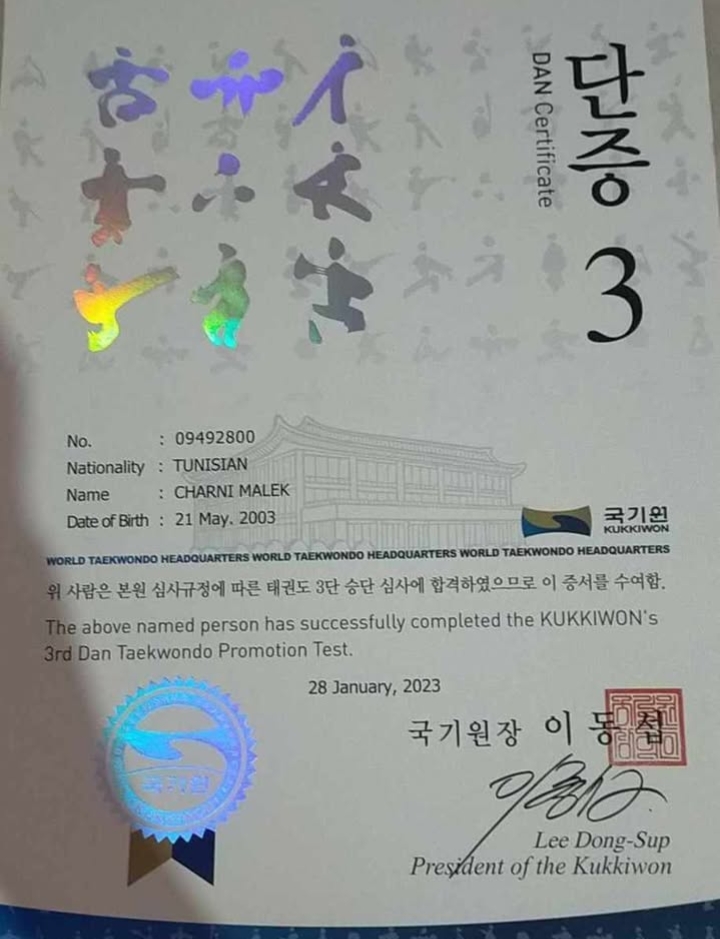 단증
DAN Certificate
3
No. : 09492800
Nationality : TUNISIAN
Name : CHARNI MALEK
Date of Birth : 21 May. 2003
국기원
KUKKIWON
WORLD TAEKWONDO HEADQUARTERS WORLD TAEKWONDO HEADQUARTERS WORLD TAEKWONDO HEADQUARTERS
위 사람은 본원 심사규정에 따른 태권도 3단 승단 심사에 합격하였으므로 이 증서를 수여함.
The above named person has successfully completed the KUKKIWON's
3rd Dan Taekwondo Promotion Test.
28 January, 2023
국기원장 이동섭
국기원
Lee Dong-Sup
President of the Kukkiwon